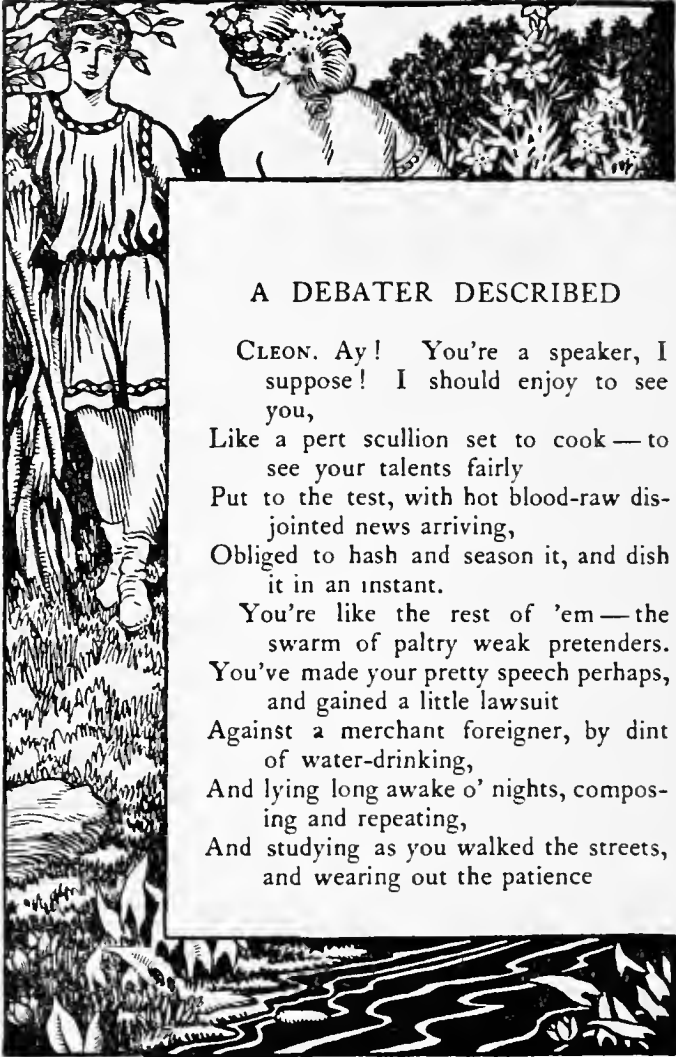 A DEBATER DESCRIBED
CLEON. Ay! You're a speaker, I
suppose! I should enjoy to see
you,
Like a pert scullion set to cook — to
see your talents fairly
Put to the test, with hot blood-raw dis-
jointed news arriving,
Obliged to hash and season it, and dish
it in an instant.
You're like the rest of 'em — the
swarm of paltry weak pretenders.
You've made your pretty speech perhaps,
and gained a little lawsuit
Against a merchant foreigner, by dint
of water-drinking,
And lying long awake o' nights, compos-
ing and repeating,
And studying as you walked the streets,
and wearing out the patience